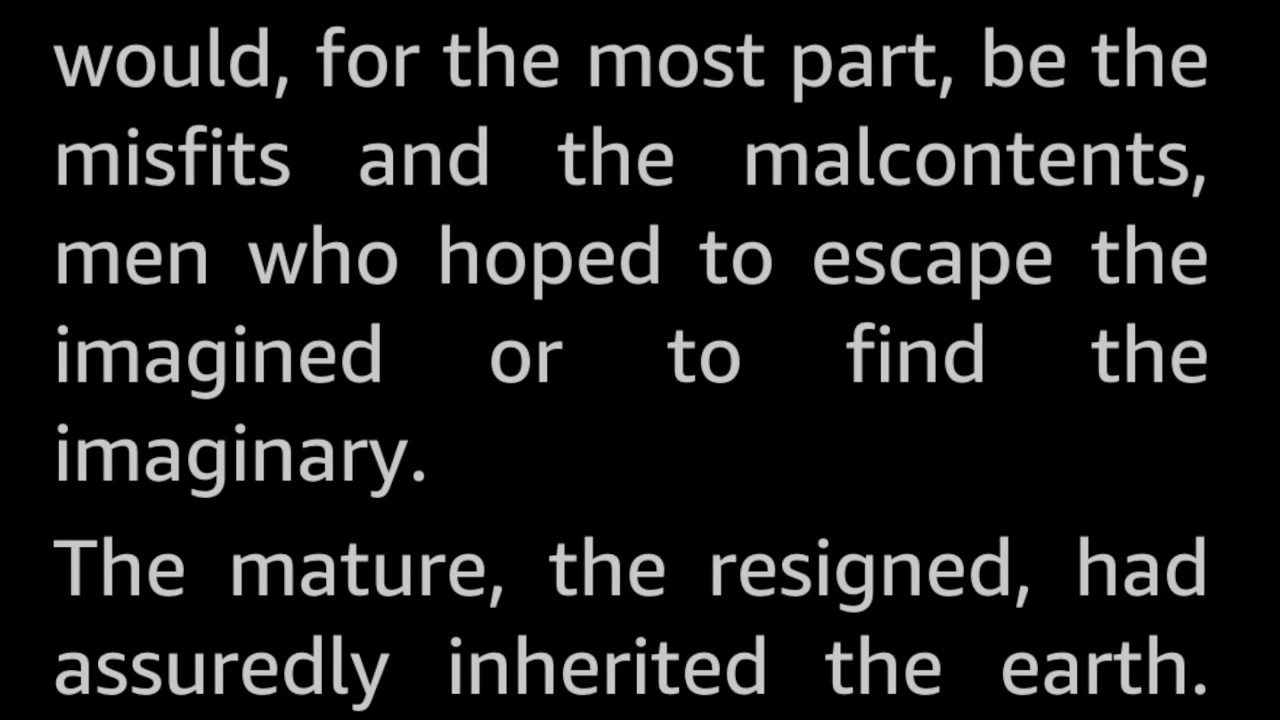 would, for the most part, be the
misfits and the malcontents,
men who hoped to escape the
imagined or to find the
imaginary.
The mature, the resigned, had
assuredly inherited the earth.